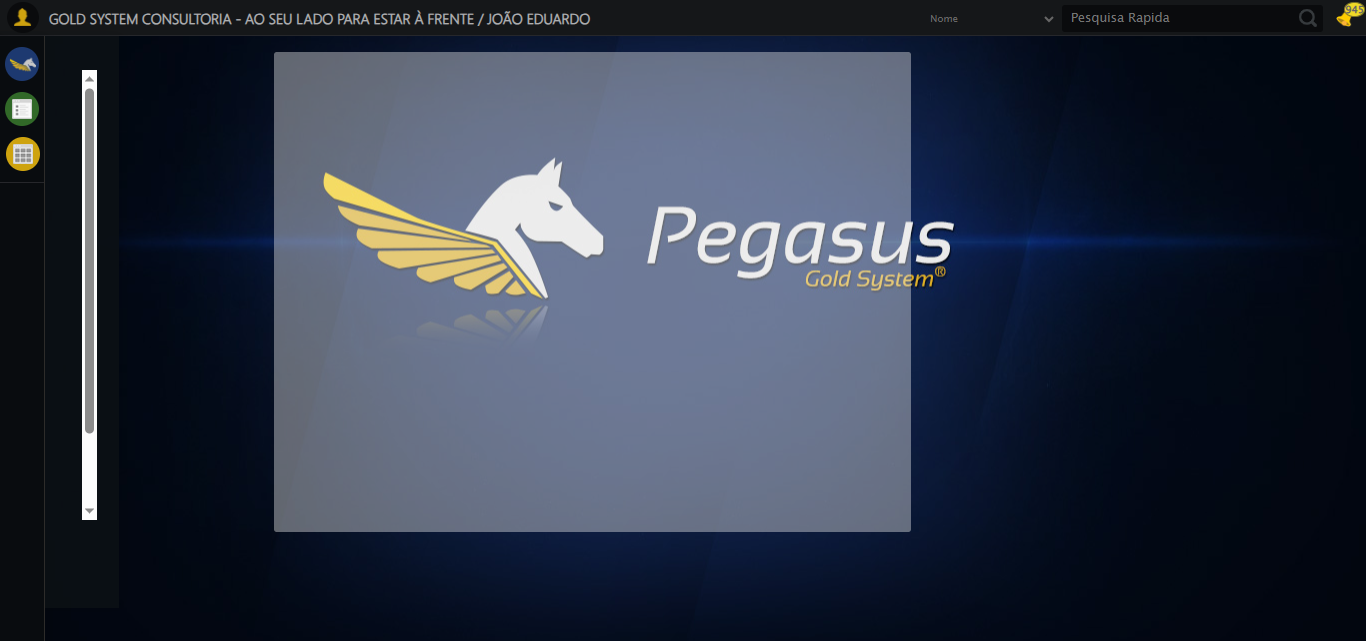 GOLD SYSTEM CONSULTORIA - AO SEU LADO PARA ESTAR À FRENTE / JOÃO EDUARDO
Nome
Pesquisa Rapida
945
Pegasus
Gold System®